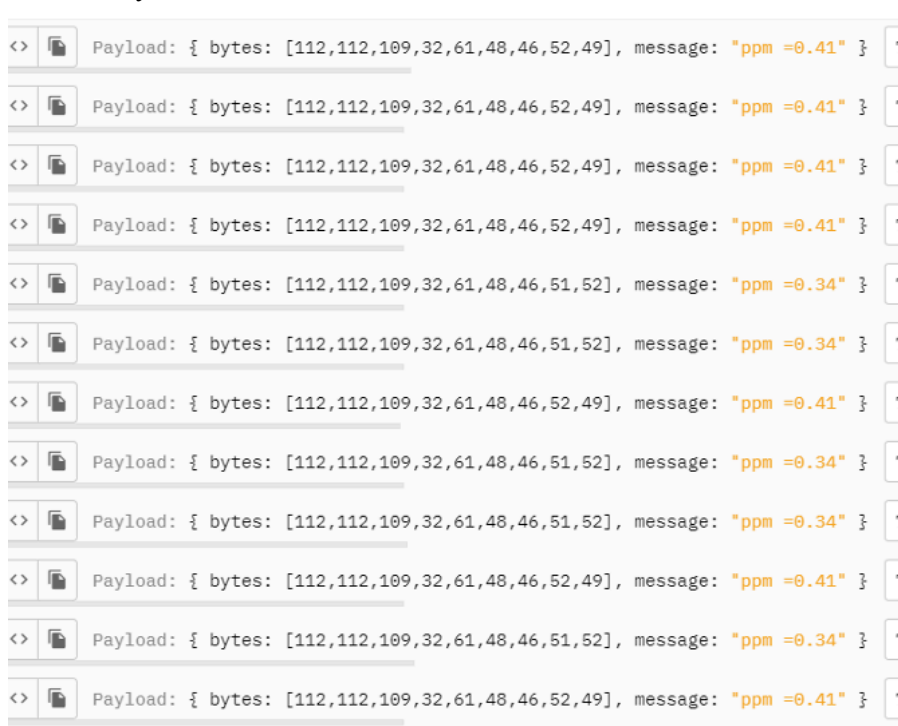 Payload: { bytes: [112,112,109,32,61,48,46,52,49], message: "ppm =0.41" }
Payload: { bytes: [112,112,109,32,61,48,46,52,49], message: "ppm =0.41" }
Payload: { bytes: [112,112,109,32,61,48,46,52,49], message: "ppm =0.41" }
Payload: { bytes: [112,112,109,32,61,48,46,52,49], message: "ppm =0.41" }
Payload: { bytes: [112,112,109,32,61,48,46,51,52], message: "ppm =0.34" }
Payload: { bytes: [112,112,109,32,61,48,46,51,52], message: "ppm =0.34" }
Payload: { bytes: [112,112,109,32,61,48,46,52,49], message: "ppm =0.41" }
Payload: { bytes: [112,112,109,32,61,48,46,51,52], message: "ppm =0.34" }
Payload: { bytes: [112,112,109,32,61,48,46,51,52], message: "ppm =0.34" }
Payload: { bytes: [112,112,109,32,61,48,46,52,49], message: "ppm =0.41" }
Payload: { bytes: [112,112,109,32,61,48,46,51,52], message: "ppm =0.34" }
Payload: { bytes: [112,112,109,32,61,48,46,52,49], message: "ppm =0.41" }